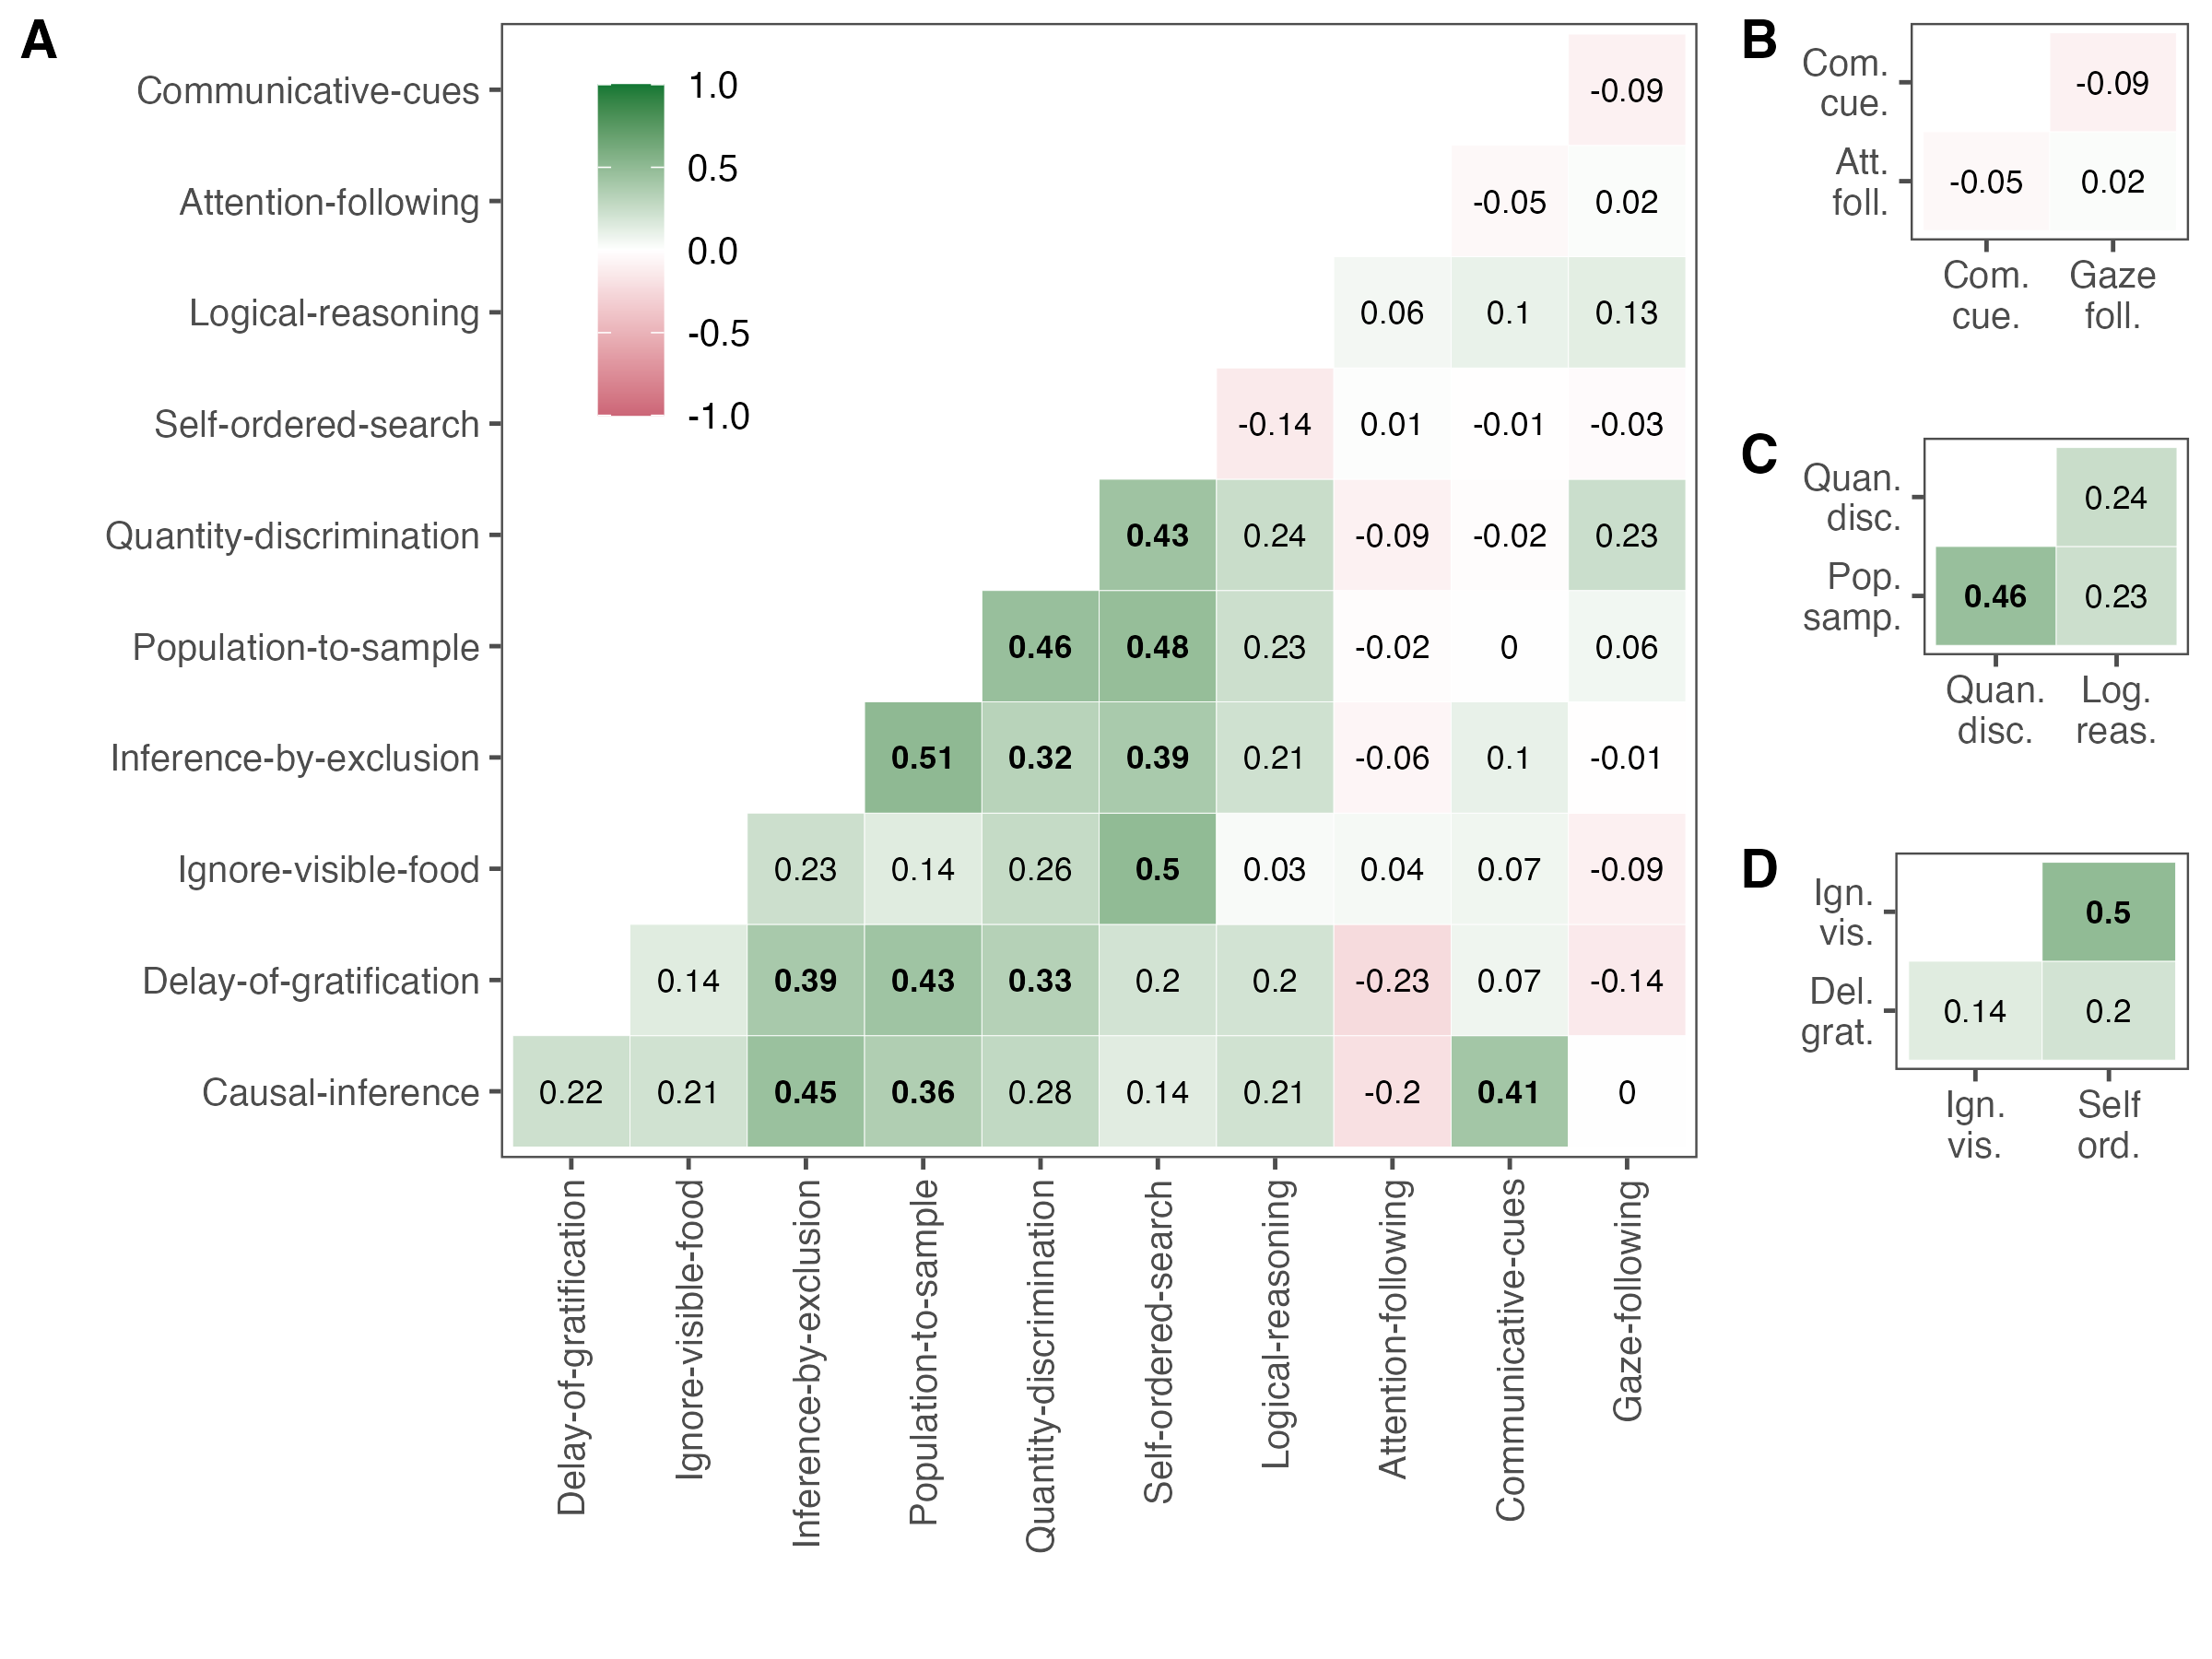 A
Communicative-cues
Attention-following
Logical-reasoning
Self-ordered-search
Quantity-discrimination
Population-to-sample
Inference-by-exclusion
Ignore-visible-food
Delay-of-gratification
Causal-inference
1.0
0.5
0.0
-0.5
-1.0
-0.09
-0.05 0.02
0.06 0.1 0.13
-0.14 0.01 -0.01 -0.03
0.43 0.24 -0.09 -0.02 0.23
0.46 0.48 0.23 -0.02 0 0.06
0.51 0.32 0.39 0.21 -0.06 0.1 -0.01
0.23 0.14 0.26 0.5 0.03 0.04 0.07 -0.09
0.14 0.39 0.43 0.33 0.2 0.2 -0.23 0.07 -0.14
0.22 0.21 0.45 0.36 0.28 0.14 0.21 -0.2 0.41 0
Delay-of-gratification
Ignore-visible-food
Inference-by-exclusion
Population-to-sample
Quantity-discrimination
Self-ordered-search
Logical-reasoning
Attention-following
Communicative-cues
Gaze-following
B
Com.
cue.
Att.
foll.
-0.09
-0.05 0.02
Com.
cue.
Gaze
foll.
C
Quan.
disc.
Pop.
samp.
0.24
0.46 0.23
Quan.
disc.
Log.
reas.
D
Ign.
vis.
Del.
grat.
0.5
0.14 0.2
Ign.
vis.
Self
ord.